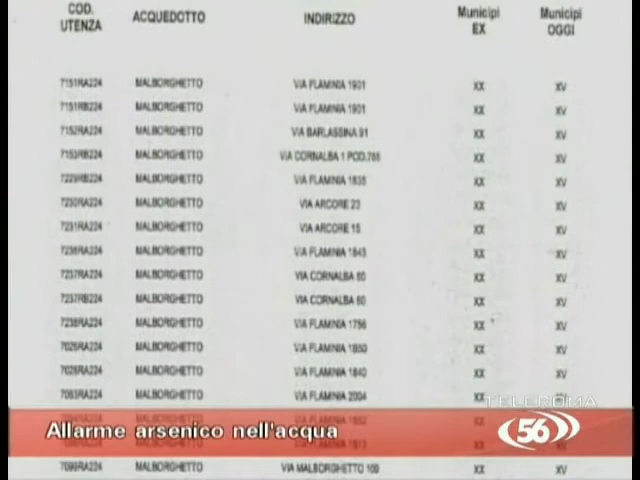 COD. UTENZA ACQUEDOTTO INDIRIZZO Municipi EX Municipi OGGI
7151RA224 MALBORGHETTO VIA FLAMINIA 1901 XX XV
7151RB224 MALBORGHETTO VIA FLAMINIA 1901 XX XV
7152RA224 MALBORGHETTO VIA BARLASSINA 91 XX XV
7153RB224 MALBORGHETTO VIA CORNALBA 1 POD.766 XX XV
7229RB224 MALBORGHETTO VIA FLAMINIA 1835 XX XV
7230RA224 MALBORGHETTO VIA ARCORE 23 XX XV
7231RA224 MALBORGHETTO VIA ARCORE 15 XX XV
7236RA224 MALBORGHETTO VIA FLAMINIA 1843 XX XV
7237RA224 MALBORGHETTO VIA CORNALBA 60 XX XV
7237RB224 MALBORGHETTO VIA CORNALBA 60 XX XV
7238RA224 MALBORGHETTO VIA FLAMINIA 1756 XX XV
7025RA224 MALBORGHETTO VIA FLAMINIA 1850 XX XV
7026RA224 MALBORGHETTO VIA FLAMINIA 1840 XX XV
7083RA224 MALBORGHETTO VIA FLAMINIA 2004 XX XV
TELEROMA
56
Allarme arsenico nell'acqua
7099RA224 MALBORGHETTO VIA MALBORGHETTO 100 XX XV